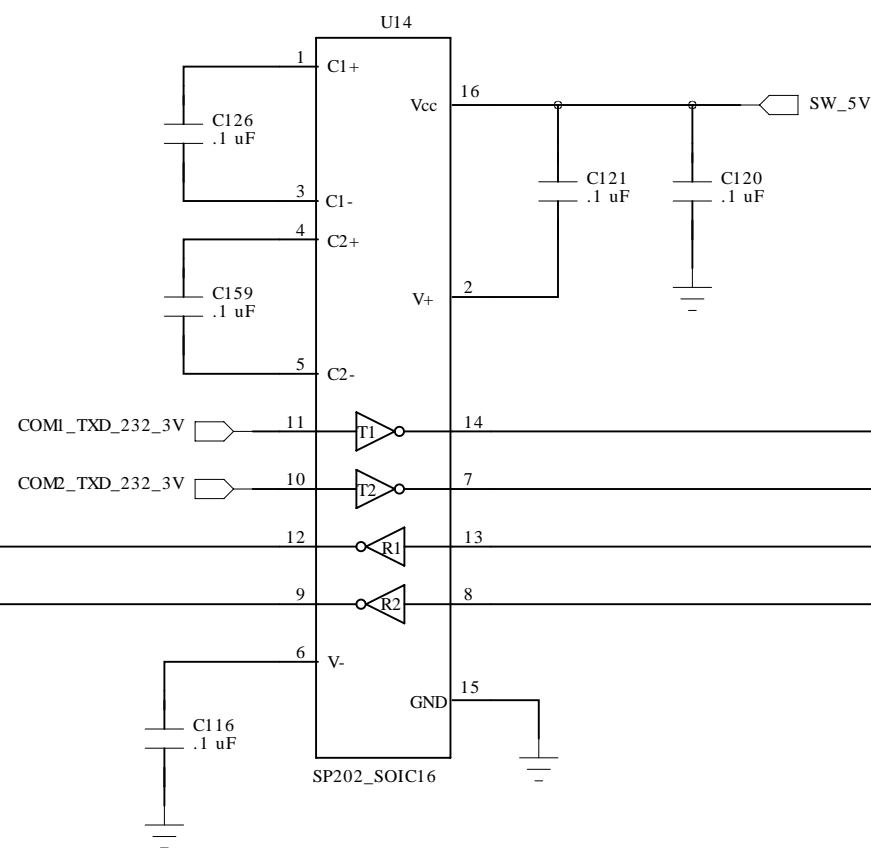 U14
1
C1+
16
Vcc
SW_5V
C126
.1 uF
C121
.1 uF
C120
.1 uF
3
C1-
4
C2+
2
V+
C159
.1 uF
5
C2-
COM1_TXD_232_3V
11
T1
14
COM2_TXD_232_3V
10
T2
7
12
R1
13
9
R2
8
6
V-
15
GND
C116
.1 uF
SP202_SOIC16